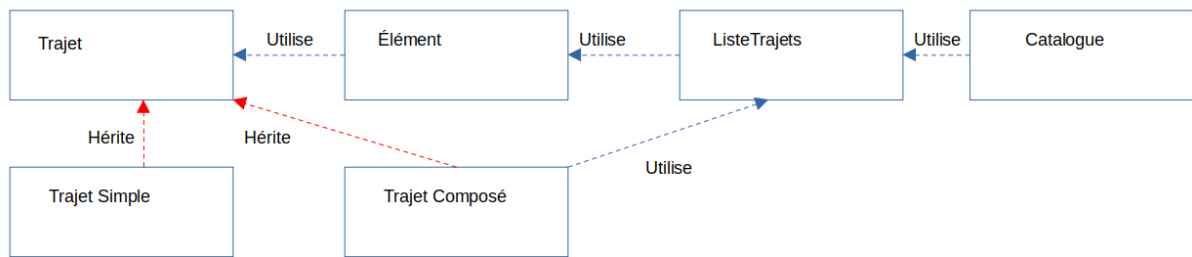 Trajet
Utilise
Élément
Utilise
ListeTrajets
Utilise
Catalogue
Hérite
Hérite
Utilise
Trajet Simple
Trajet Composé